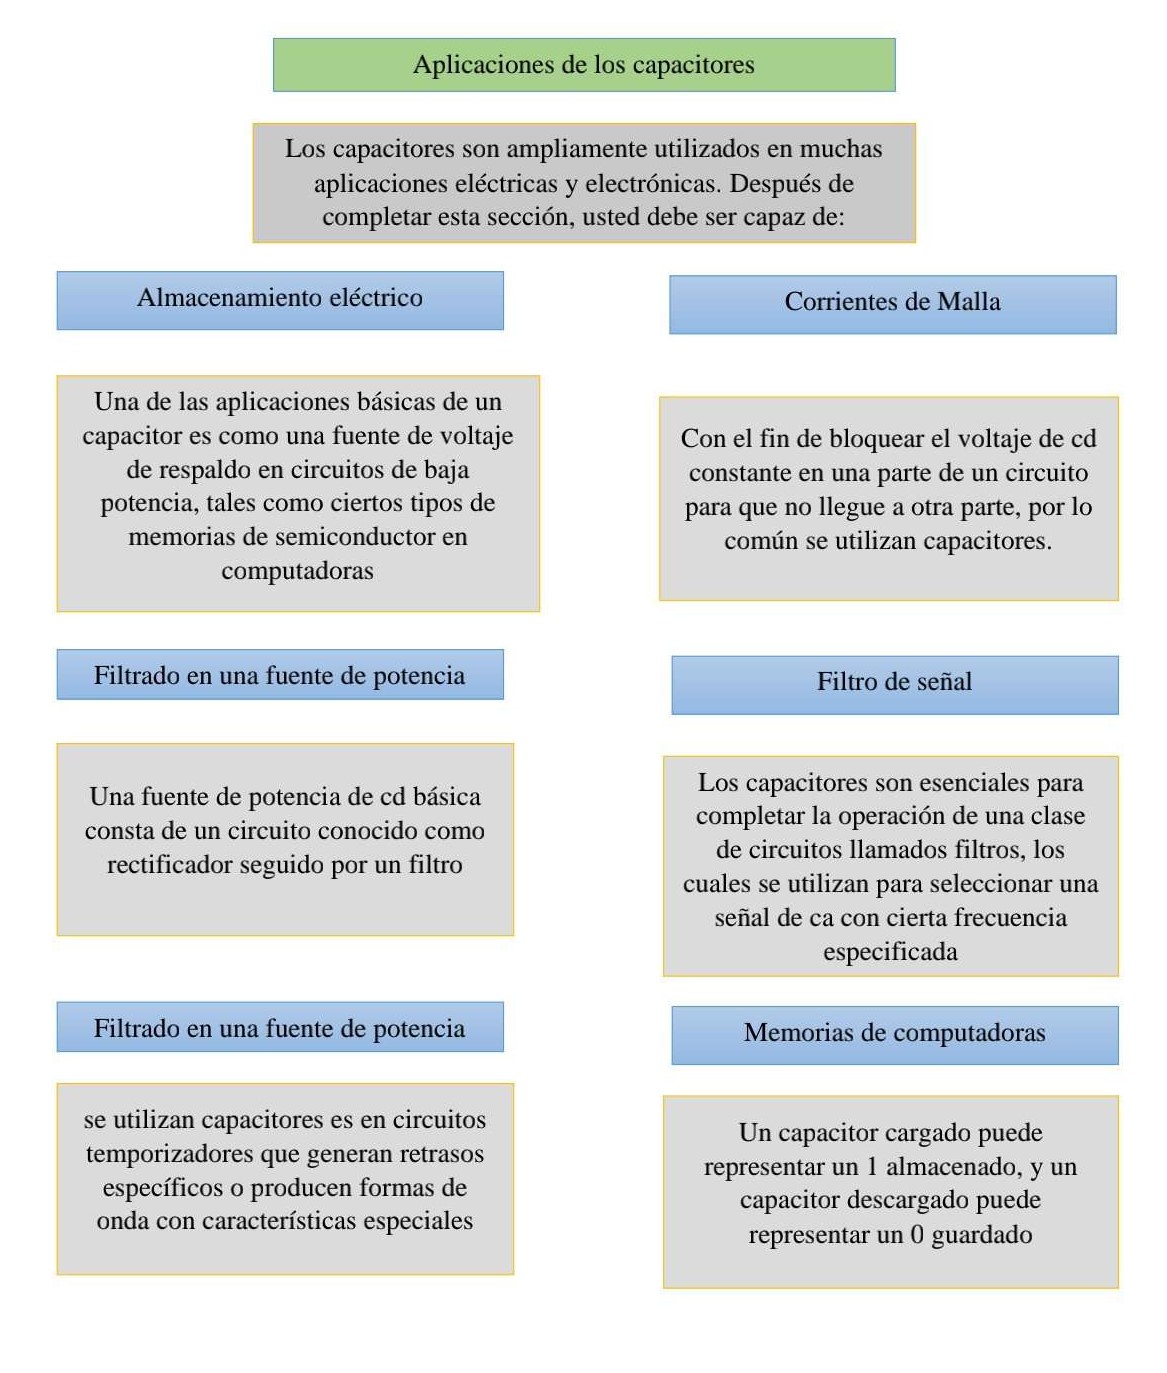 Aplicaciones de los capacitores
Los capacitores son ampliamente utilizados en muchas
aplicaciones eléctricas y electrónicas. Después de
completar esta sección, usted debe ser capaz de:
Almacenamiento eléctrico
Una de las aplicaciones básicas de un
capacitor es como una fuente de voltaje
de respaldo en circuitos de baja
potencia, tales como ciertos tipos de
memorias de semiconductor en
computadoras
Corrientes de Malla
Con el fin de bloquear el voltaje de cd
constante en una parte de un circuito
para que no llegue a otra parte, por lo
común se utilizan capacitores.
Filtrado en una fuente de potencia
Una fuente de potencia de cd básica
consta de un circuito conocido como
rectificador seguido por un filtro
Filtro de señal
Los capacitores son esenciales para
completar la operación de una clase
de circuitos llamados filtros, los
cuales se utilizan para seleccionar una
señal de ca con cierta frecuencia
especificada
Filtrado en una fuente de potencia
se utilizan capacitores es en circuitos
temporizadores que generan retrasos
específicos o producen formas de
onda con características especiales
Memorias de computadoras
Un capacitor cargado puede
representar un 1 almacenado, y un
capacitor descargado puede
representar un 0 guardado